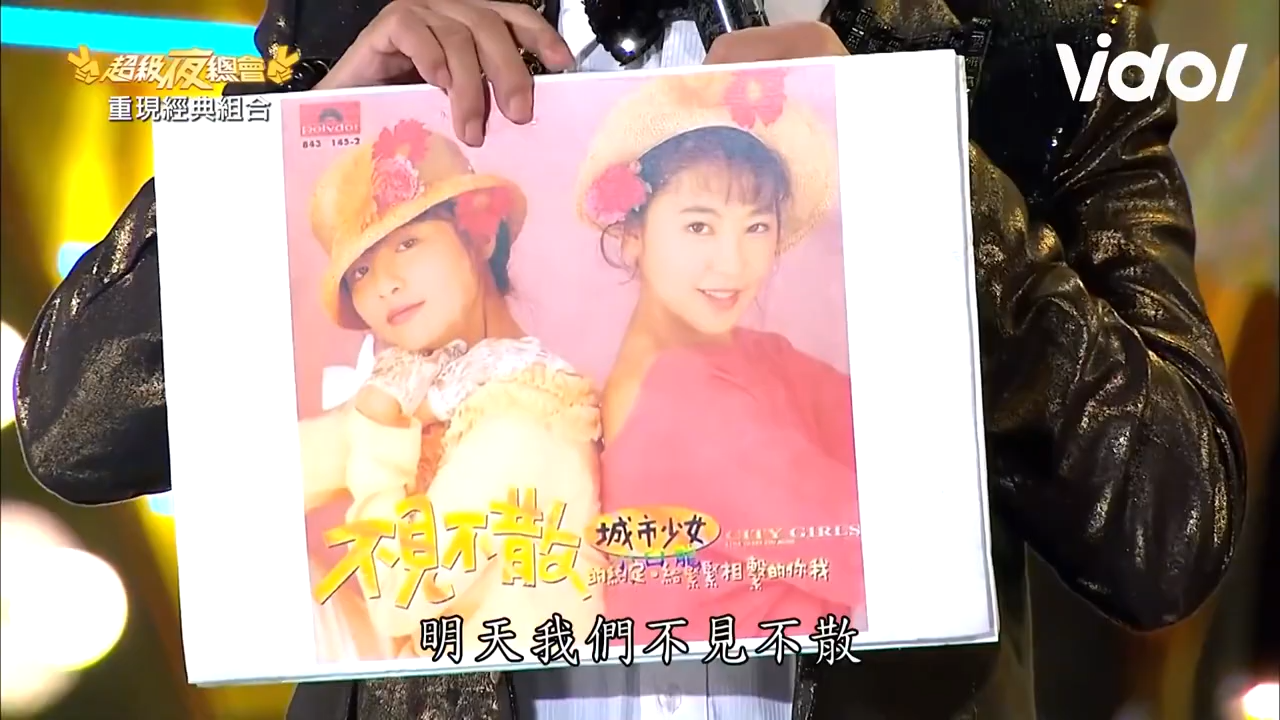 超級夜總會
重現經典組合
Vidol
Polydor
843 145-2
不見不散
城市少女
CITY GIRLS
的約定·給緊緊相繫的你我
明天我們不見不散